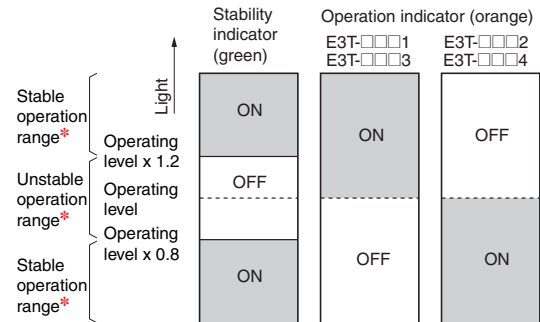 Stability
indicator
(green)
Operation indicator (orange)
E3T-□□□1
E3T-□□□3
E3T-□□□2
E3T-□□□4
Light
Stable
operation
range*
Operating
level x 1.2
Unstable
operation
range*
Operating
level
Operating
level x 0.8
Stable
operation
range*
ON
OFF
ON
ON
OFF
OFF
ON